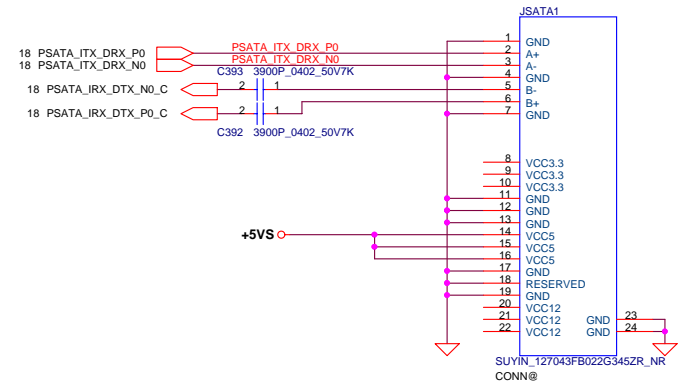 JSATA1
1 GND
18 PSATA_ITX_DRX_P0 PSATA_ITX_DRX_P0 2 A+
18 PSATA_ITX_DRX_N0 PSATA_ITX_DRX_N0 3 A-
C393 3900P_0402_50V7K 4 GND
18 PSATA_IRX_DTX_N0_C 2 1 5 B-
6 B+
18 PSATA_IRX_DTX_P0_C 2 1 7 GND
C392 3900P_0402_50V7K
8 VCC3.3
9 VCC3.3
10 VCC3.3
11 GND
12 GND
13 GND
+5VS 14 VCC5
15 VCC5
16 VCC5
17 GND
18 RESERVED
19 GND
20 VCC12
21 VCC12 GND 23
22 VCC12 GND 24
SUYIN_127043FB022G345ZR_NR
CONN@